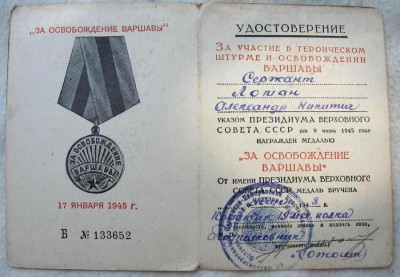 „ЗА ОСВОБОЖДЕНИЕ ВАРШАВЫ"
ЗА ОСВОБОЖДЕНИЕ
ВАРШАВЫ
17 ЯНВАРЯ 1945 г.
Б № 133652
УДОСТОВЕРЕНИЕ
ЗА УЧАСТИЕ В ГЕРОИЧЕСКОМ
ШТУРМЕ И ОСВОБОЖДЕНИИ
ВАРШАВЫ
Сержант
Александр Никитич
УКАЗОМ ПРЕЗИДИУМА ВЕРХОВНОГО
СОВЕТА СССР от 9 июня 1945 года
НАГРАЖДЕН МЕДАЛЬЮ
„ЗА ОСВОБОЖДЕНИЕ
ВАРШАВЫ"
От имени ПРЕЗИДИУМА ВЕРХОВНОГО
СОВЕТА СССР МЕДАЛЬ ВРУЧЕНА
194 г.
полка